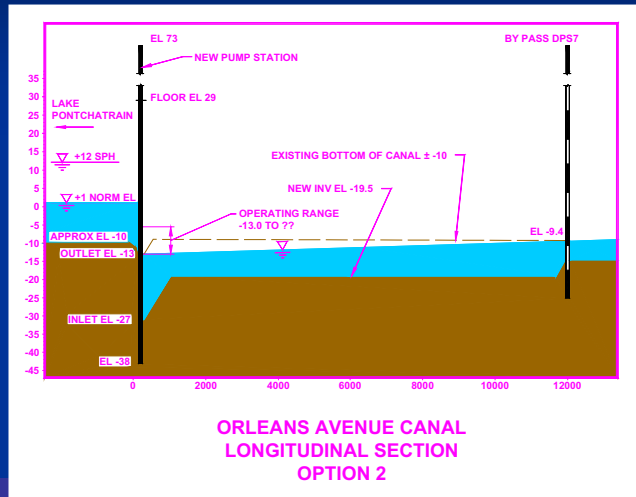 EL 73
BY PASS DPS7
NEW PUMP STATION
35
30
25
20
15
10
5
0
-5
-10
-15
-20
-25
-30
-35
-40
-45
FLOOR EL 29
LAKE
PONTCHATRAIN
+12 SPH
+1 NORM EL
EXISTING BOTTOM OF CANAL ± -10
NEW INV EL -19.5
OPERATING RANGE
-13.0 TO ??
APPROX EL -10
OUTLET EL -13
EL -9.4
INLET EL -27
EL -38
0
2000
4000
6000
8000
10000
12000
ORLEANS AVENUE CANAL
LONGITUDINAL SECTION
OPTION 2